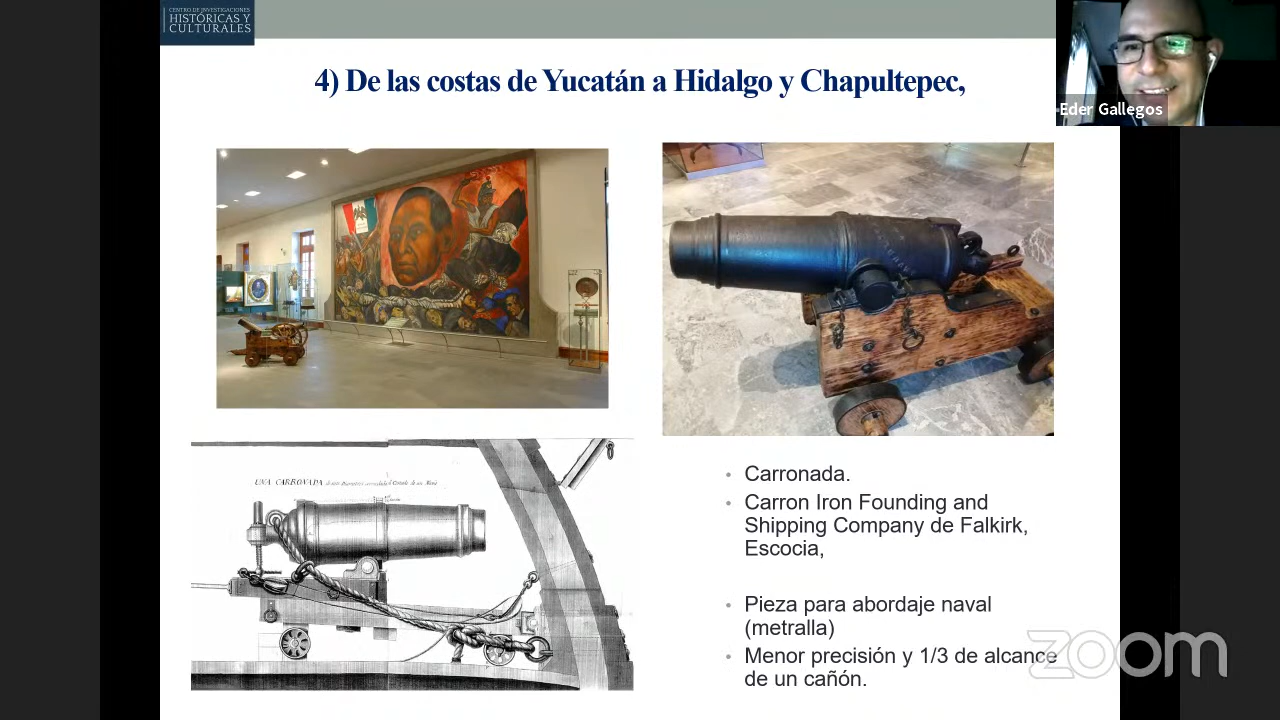 CENTRO DE INVESTIGACIONES
HISTÓRICAS Y
CULTURALES
4) De las costas de Yucatán a Hidalgo y Chapultepec,
Eder Gallegos
UNA CARRONADA
• Carronada.
• Carron Iron Founding and
Shipping Company de Falkirk,
Escocia,
• Pieza para abordaje naval
(metralla)
• Menor precisión y 1/3 de alcance
de un cañón.
zoom